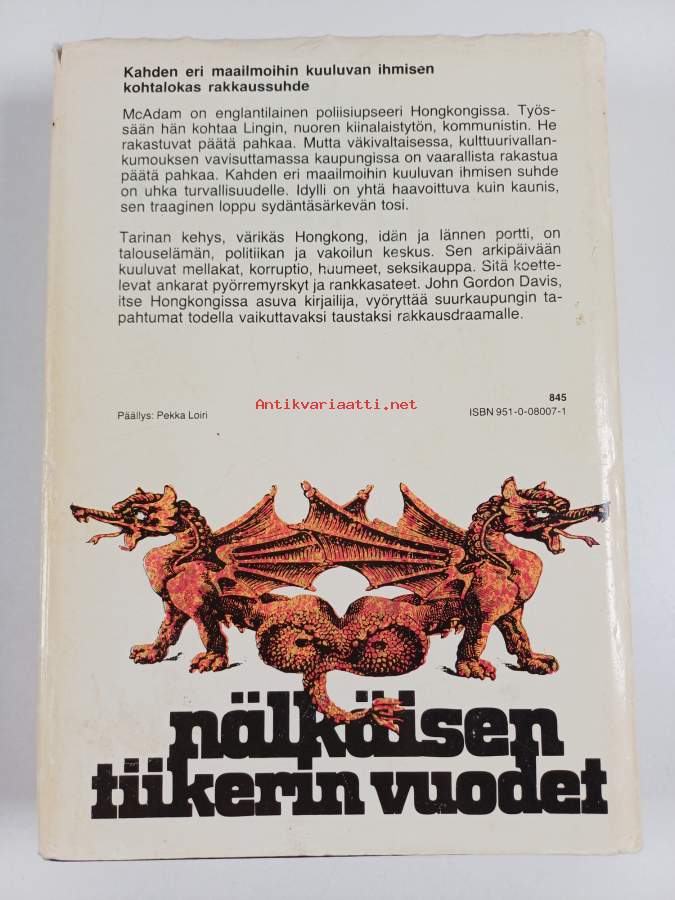 Kahden eri maailmoihin kuuluvan ihmisen
kohtalokas rakkaussuhde
McAdam on englantilainen poliisiupseeri Hongkongissa. Työs-
sään hän kohtaa Lingin, nuoren kiinalaistytön, kommunistin. He
rakastuvat päätä pahkaa. Mutta väkivaltaisessa, kulttuurivallan-
kumouksen vavisuttamassa kaupungissa on vaarallista rakastua
päätä pahkaa. Kahden eri maailmoihin kuuluvan ihmisen suhde
on uhka turvallisuudelle. Idylli on yhtä haavoittuva kuin kaunis,
sen traaginen loppu sydäntäsärkevän tosi.
Tarinan kehys, värikäs Hongkong, idän ja lännen portti, on
talouselämän, politiikan ja vakoilun keskus. Sen arkipäivään
kuuluvat mellakat, korruptio, huumeet, seksikauppa. Sitä koette-
levat ankarat pyörremyrskyt ja rankkasateet. John Gordon Davis,
itse Hongkongissa asuva kirjailija, vyöryttää suurkaupungin ta-
pahtumat todella vaikuttavaksi taustaksi rakkausdraamalle.
845
Päällys: Pekka Loiri
Antikvariaatti.net
ISBN 951-0-08007-1
nälkäisen
tiikerin vuodet